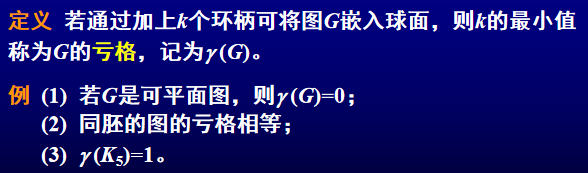 定义 若通过加上k个环柄可将图G嵌入球面，则k的最小值
称为G的亏格，记为γ(G)。
例 (1) 若G是可平面图，则γ(G)=0；
(2) 同胚的图的亏格相等；
(3) γ(K₅)=1。